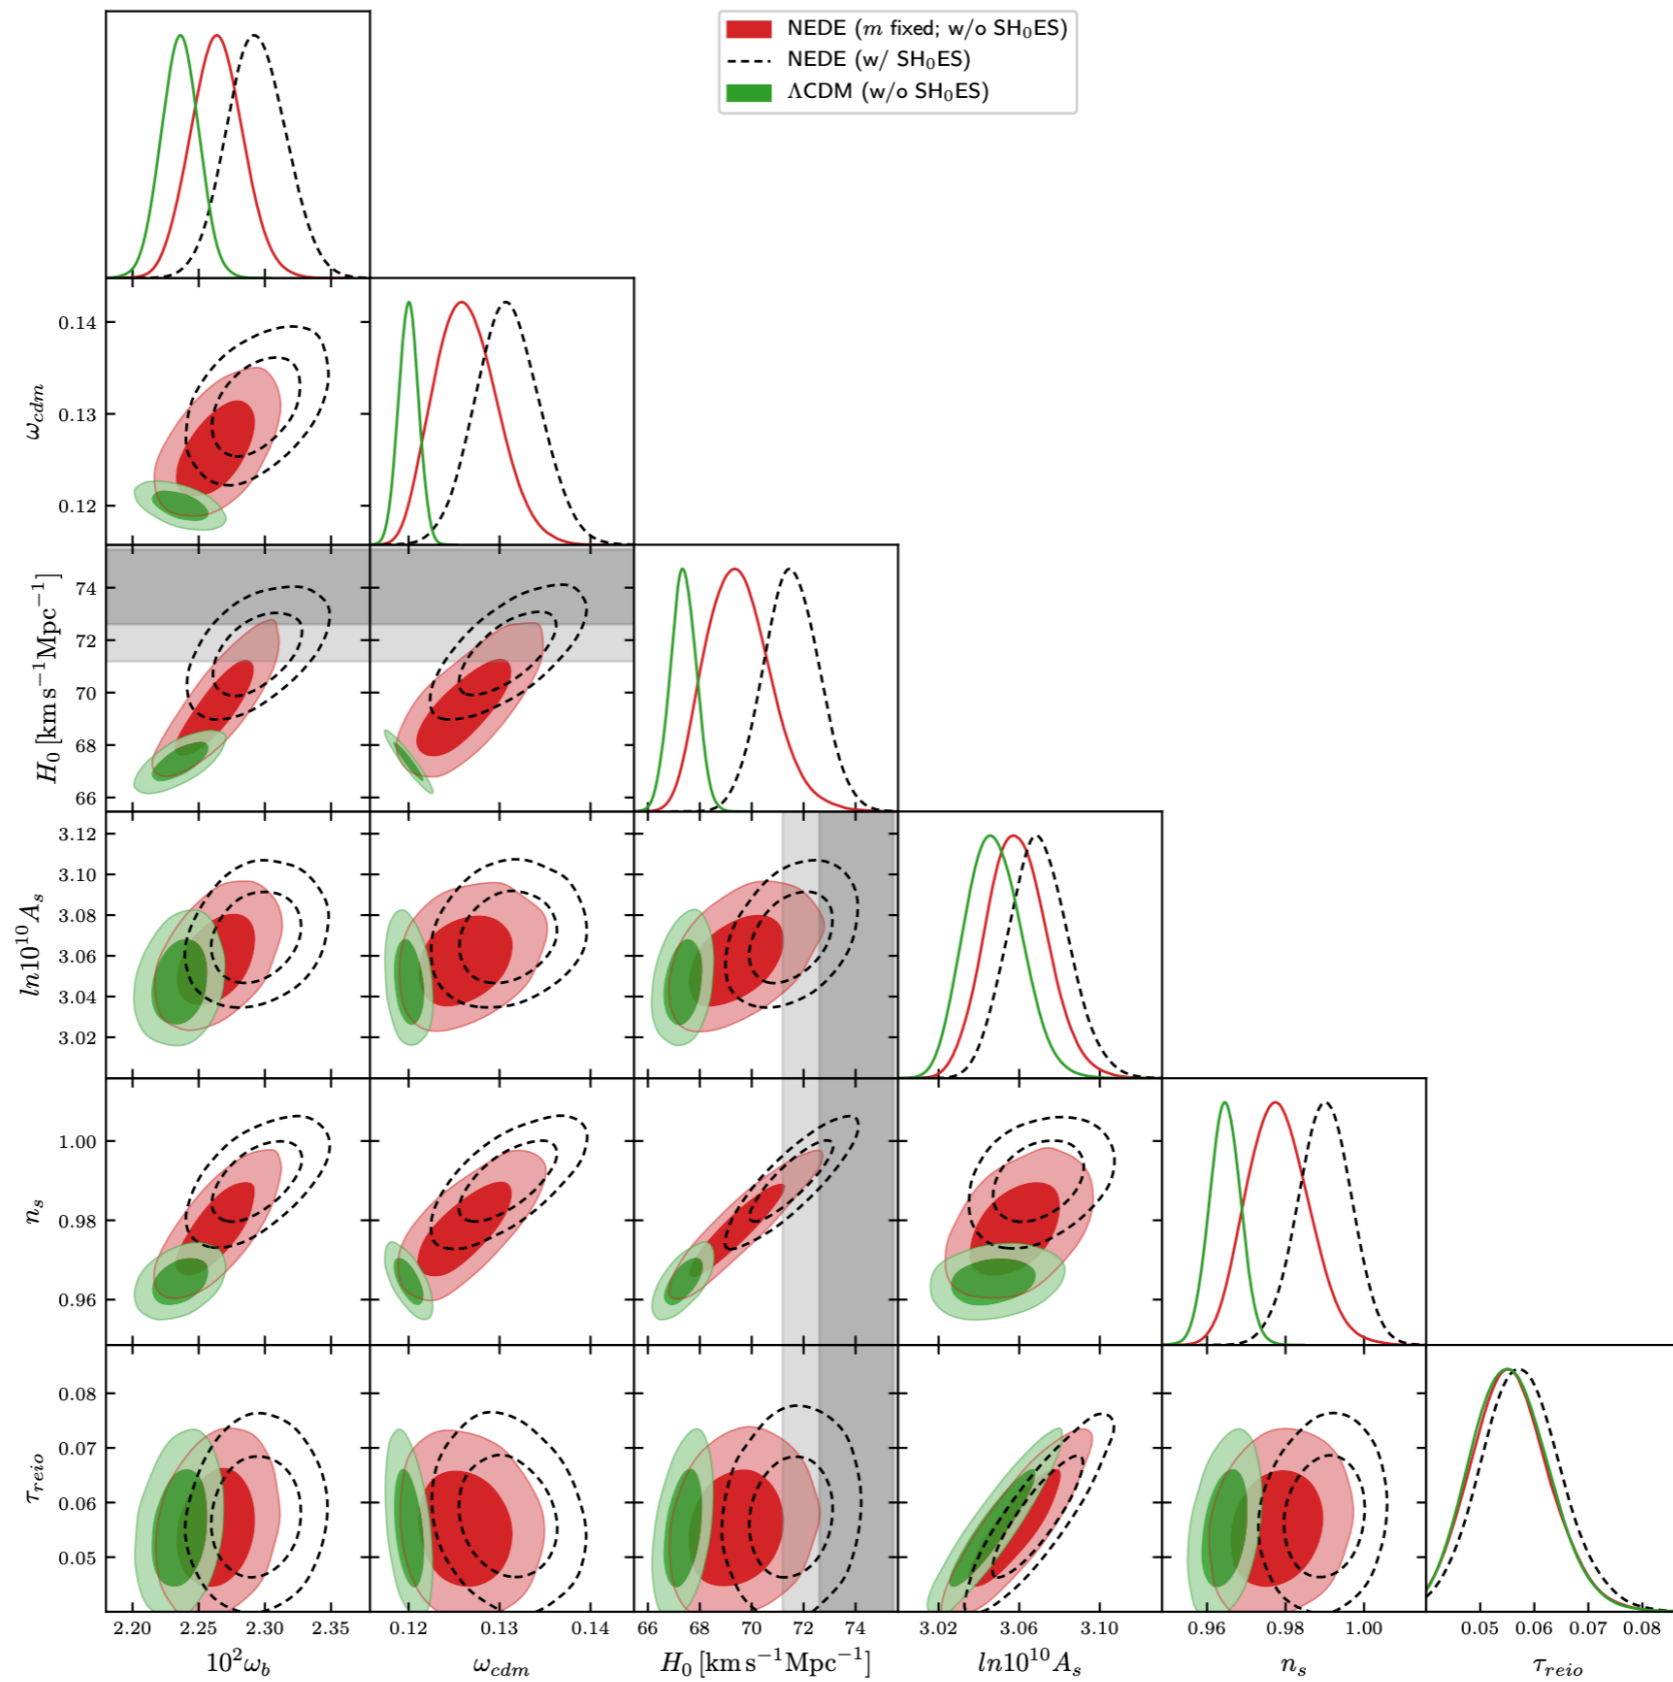 NEDE (m fixed; w/o SH₀ES)
NEDE (w/ SH₀ES)
ΛCDM (w/o SH₀ES)
0.14
0.13
0.12
ω_cdm
74
72
70
68
66
H₀ [km s⁻¹Mpc⁻¹]
3.12
3.10
3.08
3.06
3.04
3.02
ln10¹⁰A_s
1.00
0.98
0.96
n_s
0.08
0.07
0.06
0.05
τ_reio
2.20 2.25 2.30 2.35 0.12 0.13 0.14 66 68 70 72 74 3.02 3.06 3.10 0.96 0.98 1.00 0.05 0.06 0.07 0.08
10²ω_b ω_cdm H₀ [km s⁻¹Mpc⁻¹] ln10¹⁰A_s n_s τ_reio